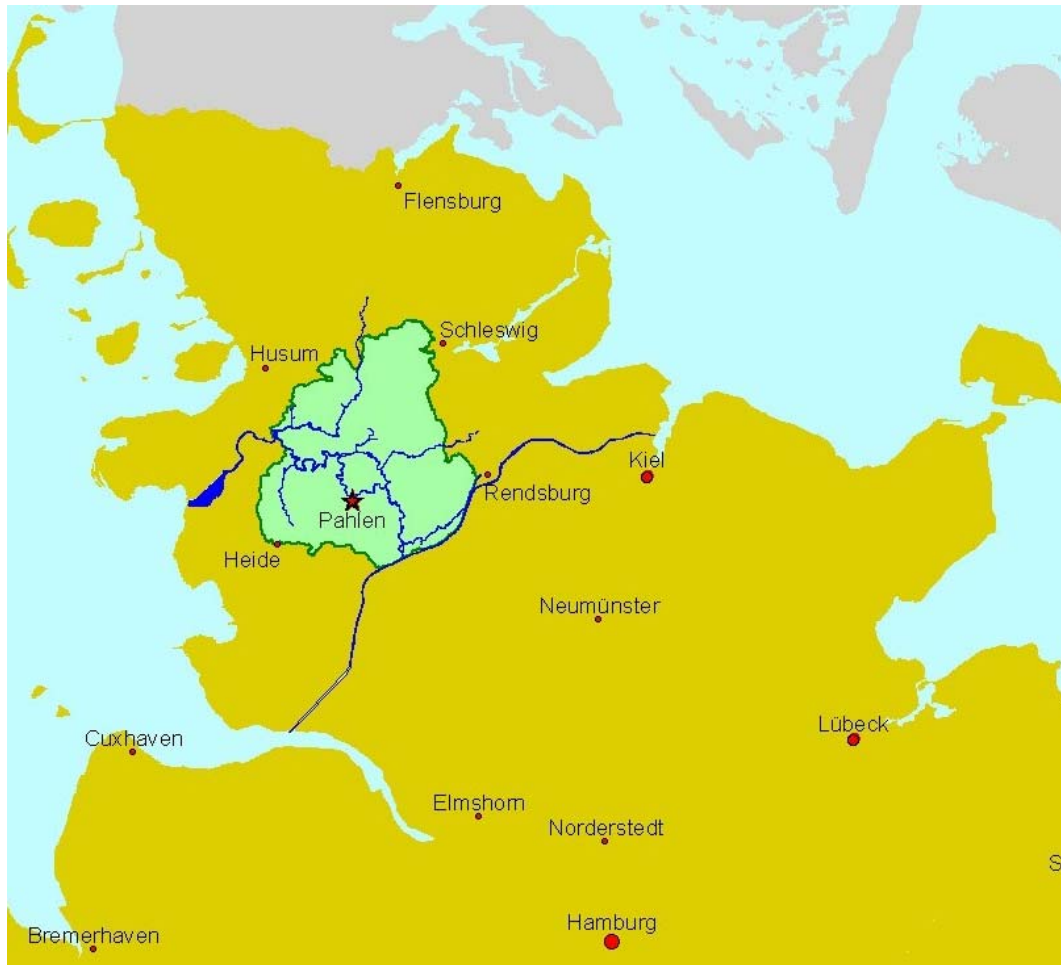 Flensburg
Schleswig
Husum
Kiel
Rendsburg
Pahlen
Heide
Neumünster
Lübeck
Cuxhaven
Elmshorn
Norderstedt
S
Hamburg
Bremerhaven